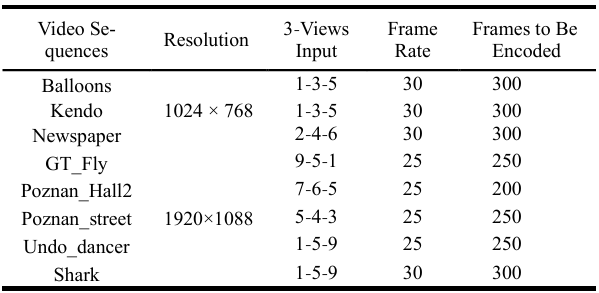 Video Se- 3-Views Frame Frames to Be
quences Resolution Input Rate Encoded
Balloons 1-3-5 30 300
Kendo 1024 × 768 1-3-5 30 300
Newspaper 2-4-6 30 300
GT_Fly 9-5-1 25 250
Poznan_Hall2 7-6-5 25 200
Poznan_street 1920×1088 5-4-3 25 250
Undo_dancer 1-5-9 25 250
Shark 1-5-9 30 300